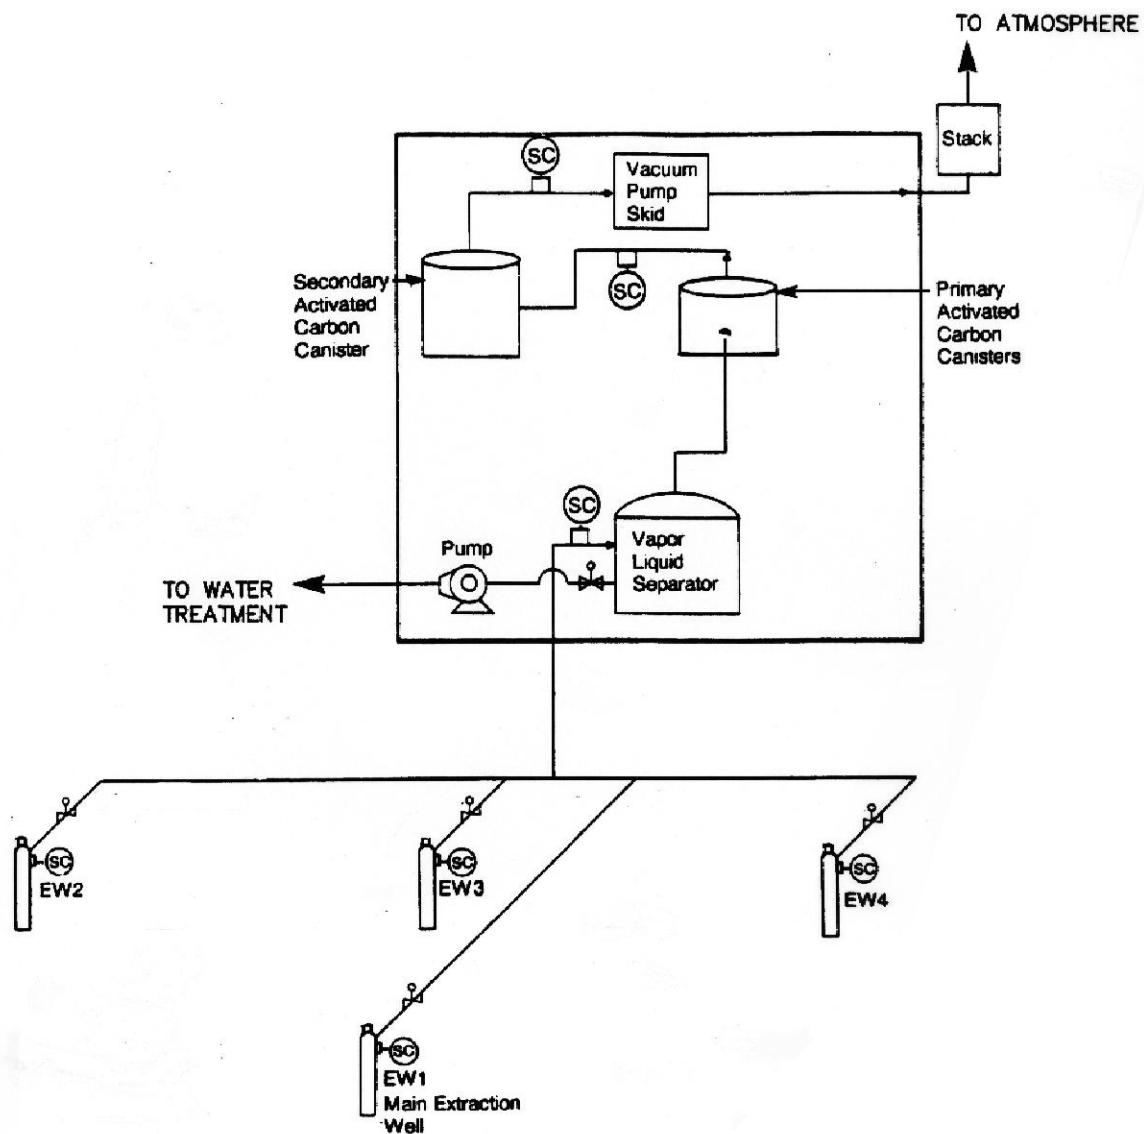 TO ATMOSPHERE
Stack
SC
Vacuum
Pump
Skid
Secondary
Activated
Carbon
Canister
SC
Primary
Activated
Carbon
Canisters
SC
Vapor
Liquid
Separator
Pump
TO WATER
TREATMENT
SC
EW2
SC
EW3
SC
EW4
SC
EW1
Main Extraction
Well